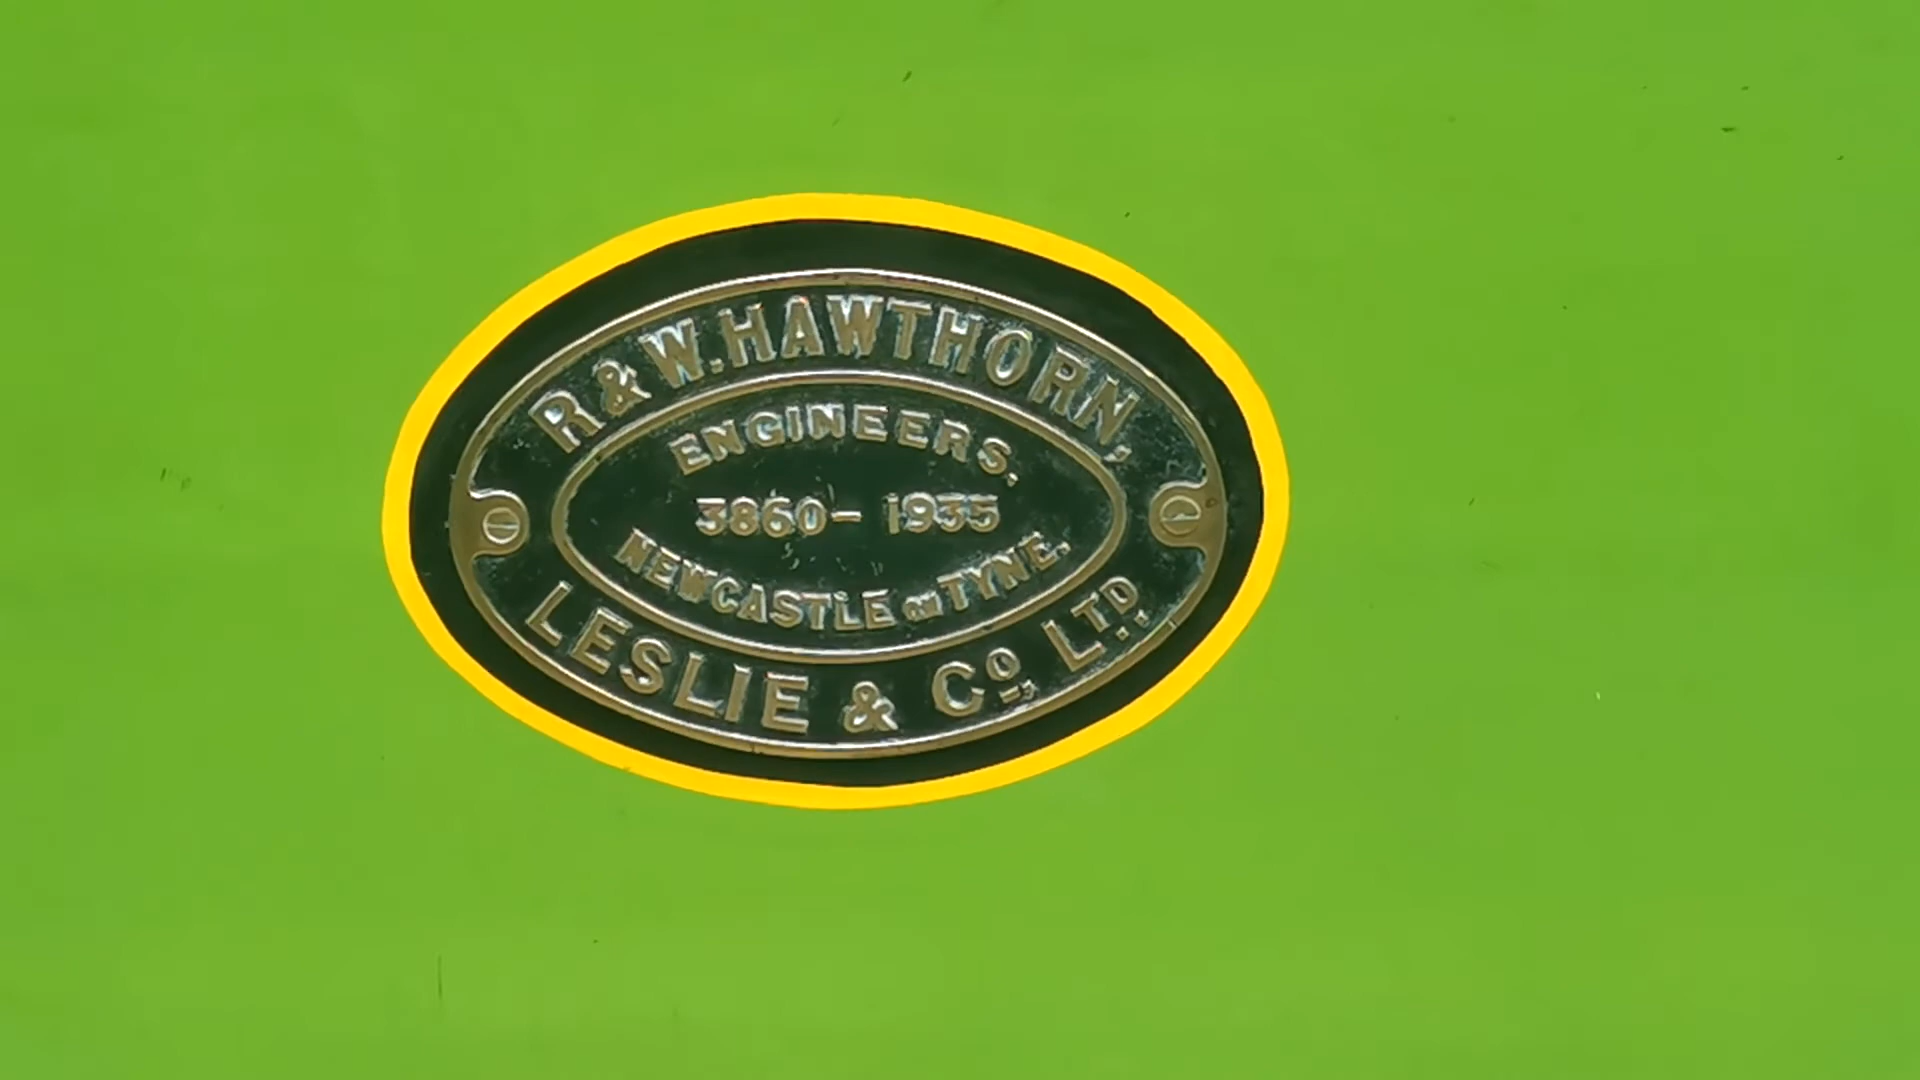 R & W. HAWTHORN,
ENGINEERS,
3860 - 1935
NEWCASTLE ON TYNE.
LESLIE & Co, LTD.